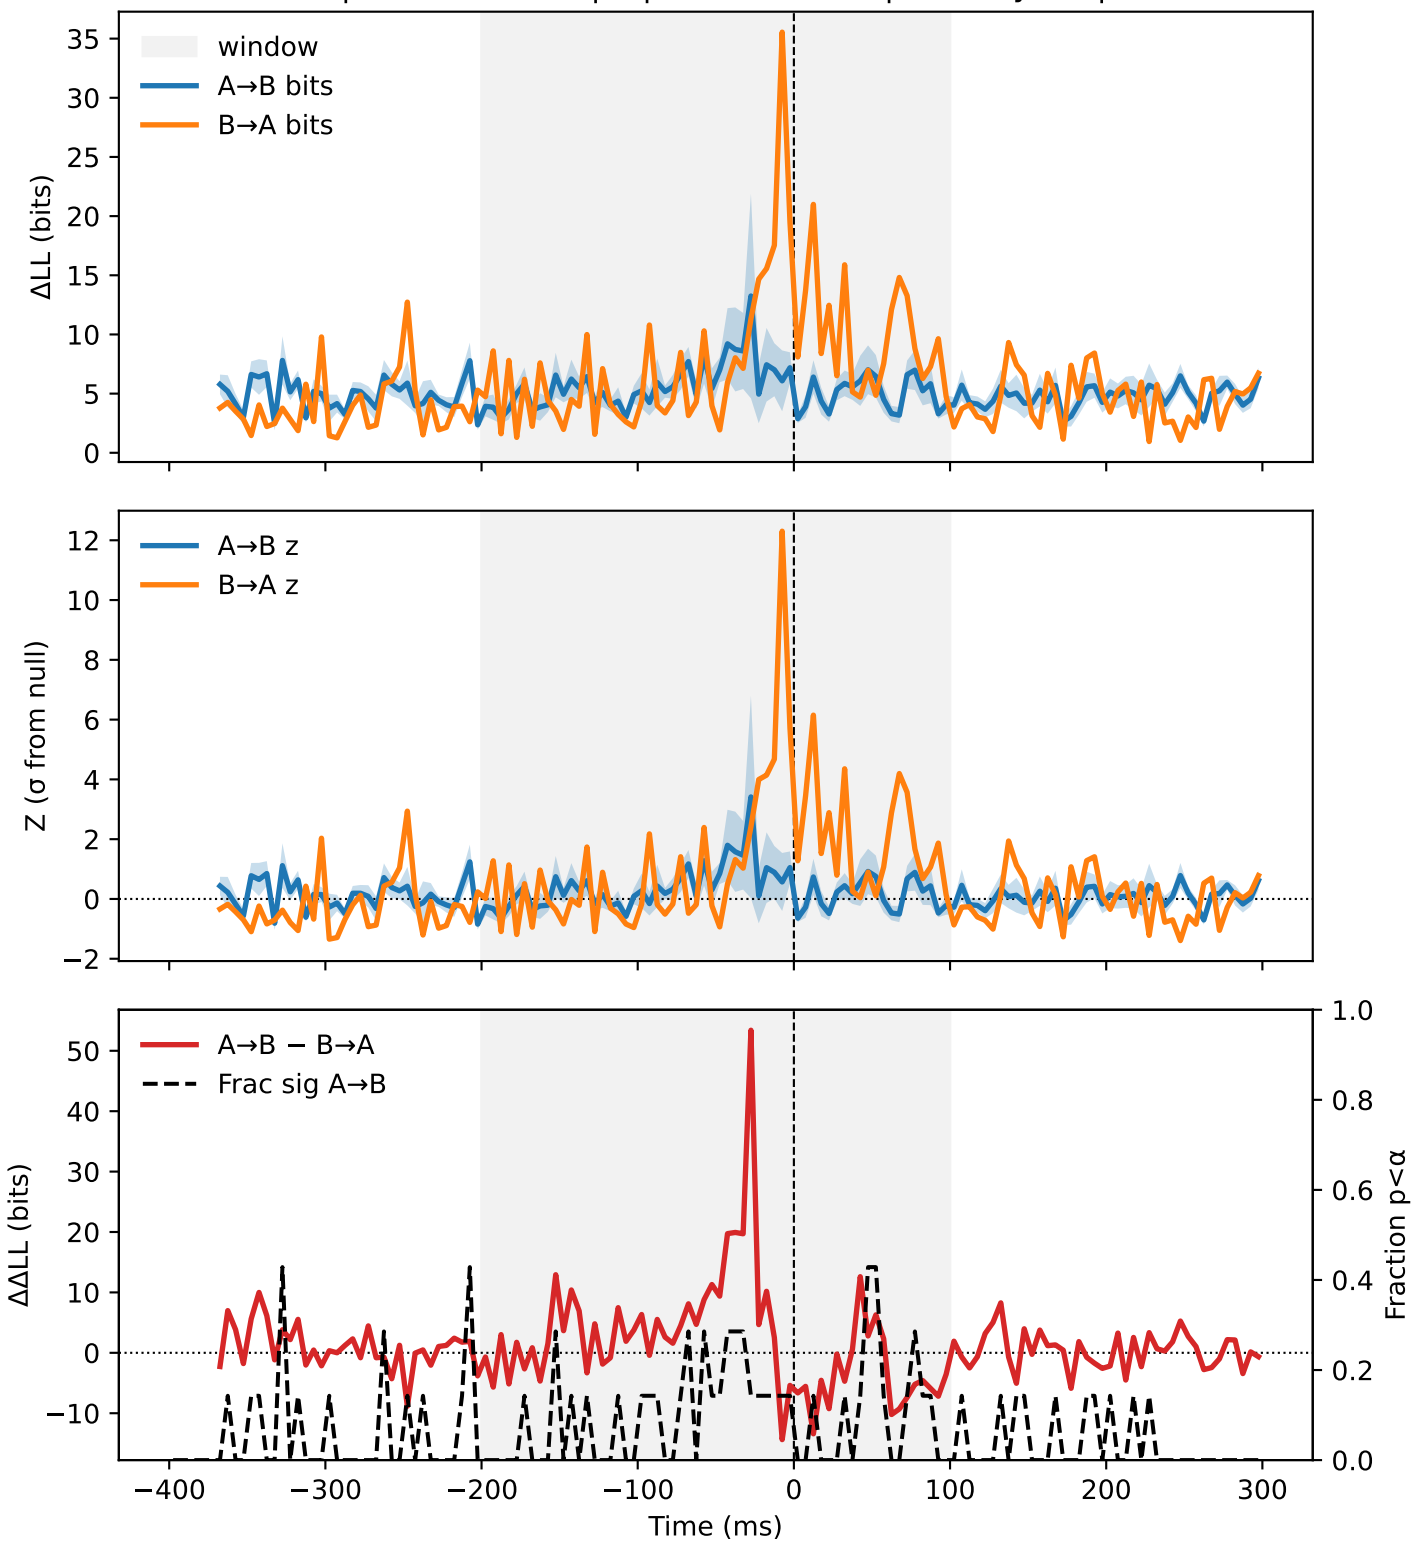 ΔLL (bits)
35
30
25
20
15
10
5
0
window
A→B bits
B→A bits
Z (σ from null)
12
10
8
6
4
2
0
−2
A→B z
B→A z
ΔΔLL (bits)
50
40
30
20
10
0
−10
A→B − B→A
Frac sig A→B
1.0
0.8
0.6
0.4
0.2
0.0
Fraction p<α
−400 −300 −200 −100 0 100 200 300
Time (ms)